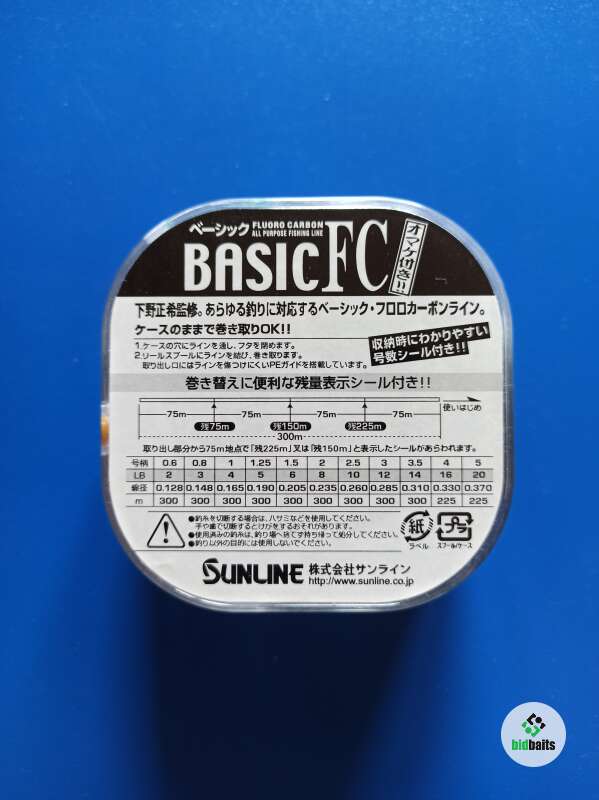 ベーシック FLUORO CARBON
ALL PURPOSE FISHING LINE
BASIC FC
オマケ付き!!
下野正希監修。あらゆる釣りに対応するベーシック・フロロカーボンライン。
ケースのままで巻き取りOK!!
1.ケースの穴にラインを通し、フタを閉めます。
2.リールスプールにラインを結び、巻き取ります。
取り出し口にはラインを傷つけにくいPEガイドを搭載しています。
収納時にわかりやすい
号数シール付き!!
巻き替えに便利な残量表示シール付き!!
75m 75m 75m 75m 使いはじめ
残75m 残150m 残225m
300m
取り出し部分から75m地点で「残225m」又は「残150m」と表示したシールがあらわれます。
号柄 0.6 0.8 1 1.25 1.5 2 2.5 3 3.5 4 5
LB 2 3 4 5 6 8 10 12 14 16 20
線径 0.128 0.148 0.165 0.190 0.205 0.235 0.260 0.285 0.310 0.330 0.370
m 300 300 300 300 300 300 300 300 300 225 225
●釣糸を切断する場合は、ハサミなどを使用してください。
手や歯で切断するとけがをするおそれがあります。
●使用済みの釣糸は、釣り場へ捨てず持ち帰って処分してください。
●釣り以外の目的には使用しないでください。
紙 プラ
ラベル スプール/ケース
SUNLINE 株式会社サンライン
http://www.sunline.co.jp
bidbaits